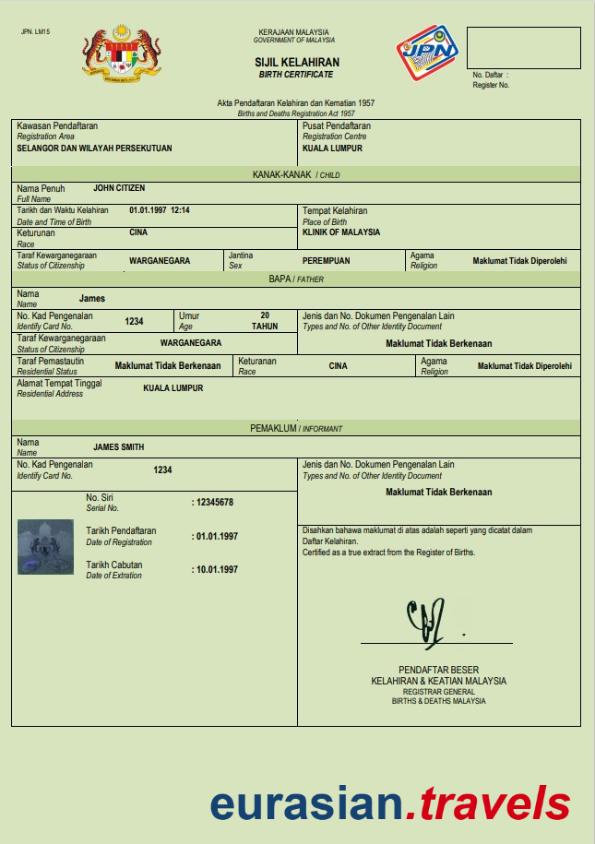 JPN. LM15
KERAJAAN MALAYSIA
GOVERNMENT OF MALAYSIA
SIJIL KELAHIRAN
BIRTH CERTIFICATE
JPN
No. Daftar :
Register No.
Akta Pendaftaran Kelahiran dan Kematian 1957
Births and Deaths Registration Act 1957
Kawasan Pendaftaran
Registration Area
SELANGOR DAN WILAYAH PERSEKUTUAN
Pusat Pendaftaran
Registration Centre
KUALA LUMPUR
KANAK-KANAK / CHILD
Nama Penuh JOHN CITIZEN
Full Name
Tarikh dan Waktu Kelahiran 01.01.1997 12:14
Date and Time of Birth
Tempat Kelahiran
Place of Birth
KLINIK OF MALAYSIA
Keturunan CINA
Race
Taraf Kewarganegaraan WARGANEGARA
Status of Citizenship
Jantina PEREMPUAN
Sex
Agama Maklumat Tidak Diperolehi
Religion
BAPA / FATHER
Nama James
Name
No. Kad Pengenalan 1234
Identify Card No.
Umur 20
Age TAHUN
Jenis dan No. Dokumen Pengenalan Lain
Types and No. of Other Identity Document
Maklumat Tidak Berkenaan
Taraf Kewarganegaraan WARGANEGARA
Status of Citizenship
Taraf Pemastautin Maklumat Tidak Berkenaan
Residential Status
Keturanan CINA
Race
Agama Maklumat Tidak Diperolehi
Religion
Alamat Tempat Tinggal KUALA LUMPUR
Residential Address
PEMAKLUM / INFORMANT
Nama JAMES SMITH
Name
No. Kad Pengenalan 1234
Identify Card No.
Jenis dan No. Dokumen Pengenalan Lain
Types and No. of Other Identity Document
Maklumat Tidak Berkenaan
No. Siri : 12345678
Serial No.
Tarikh Pendaftaran : 01.01.1997
Date of Registration
Tarikh Cabutan : 10.01.1997
Date of Extration
Disahkan bahawa maklumat di atas adalah seperti yang dicatat dalam
Daftar Kelahiran.
Certified as a true extract from the Register of Births.
PENDAFTAR BESER
KELAHIRAN & KEATIAN MALAYSIA
REGISTRAR GENERAL
BIRTHS & DEATHS MALAYSIA
eurasian.travels